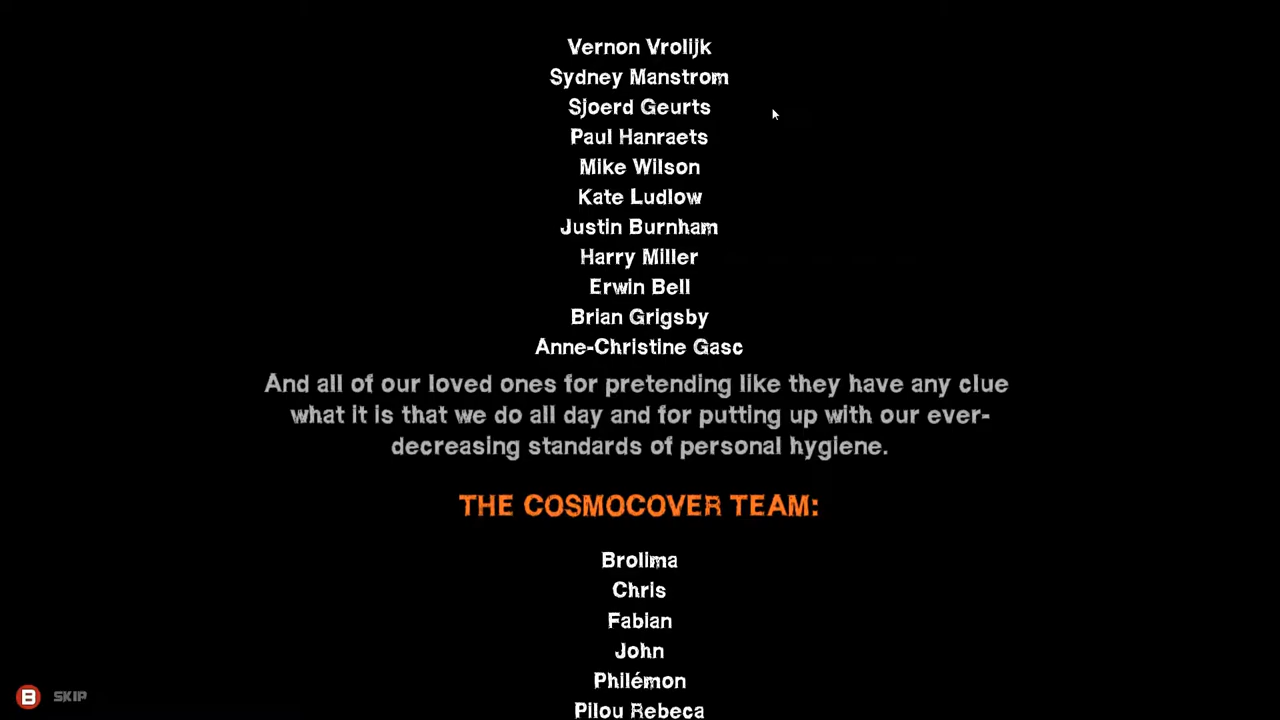 Vernon Vrolijk
Sydney Manstrom
Sjoerd Geurts
Paul Hanraets
Mike Wilson
Kate Ludlow
Justin Burnham
Harry Miller
Erwin Bell
Brian Grigsby
Anne-Christine Gasc
And all of our loved ones for pretending like they have any clue
what it is that we do all day and for putting up with our ever-
decreasing standards of personal hygiene.
THE COSMOCOVER TEAM:
Brolima
Chris
Fabian
John
Philémon
Pilou Rebeca
B SKIP